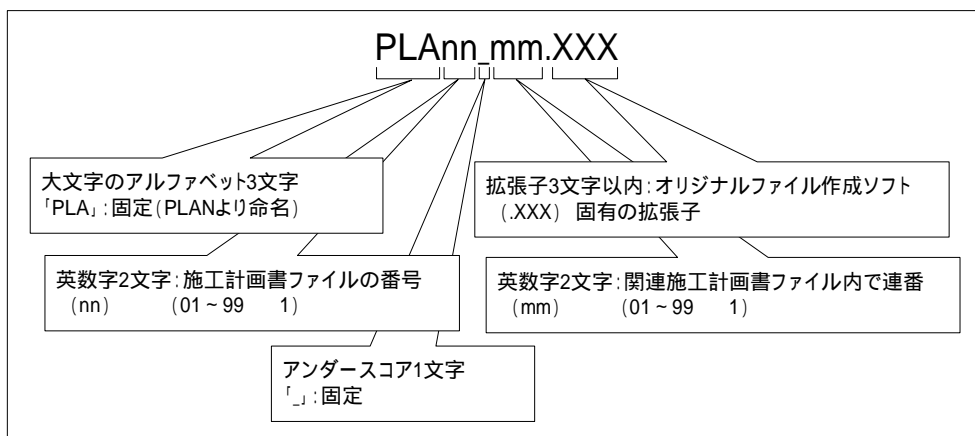 PLAnn_mm.XXX
大文字のアルファベット3文字
「PLA」:固定(PLANより命名)
拡張子3文字以内:オリジナルファイル作成ソフト
(.XXX) 固有の拡張子
英数字2文字:施工計画書ファイルの番号
(nn) (01~99 1)
英数字2文字:関連施工計画書ファイル内で連番
(mm) (01~99 1)
アンダースコア1文字
「_」:固定